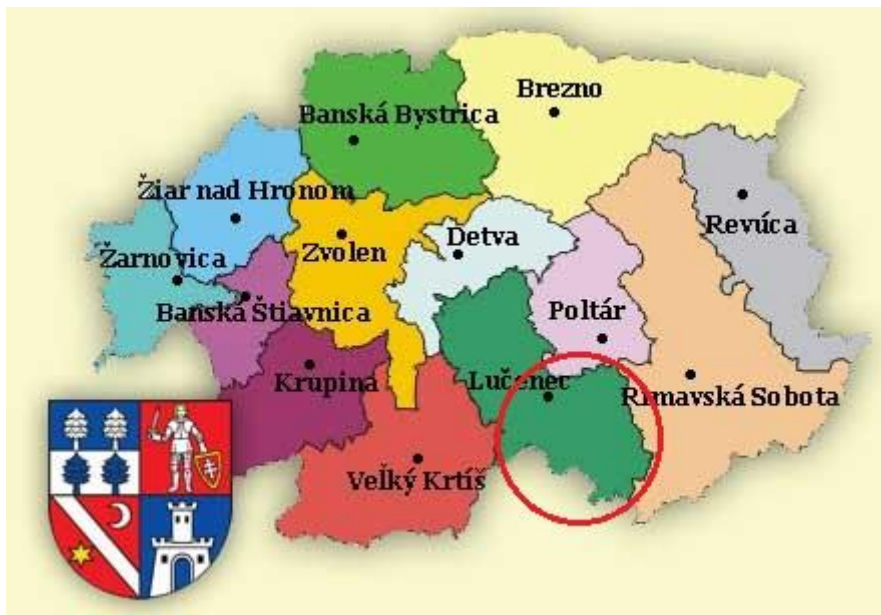 Brezno
Banská Bystrica
Žiar nad Hronom
Revúca
Detva
Zvolen
Žarnovica
Banská Štiavnica
Poltár
Krupina
Lučenec
Rimavská Sobota
Veľký Krtíš